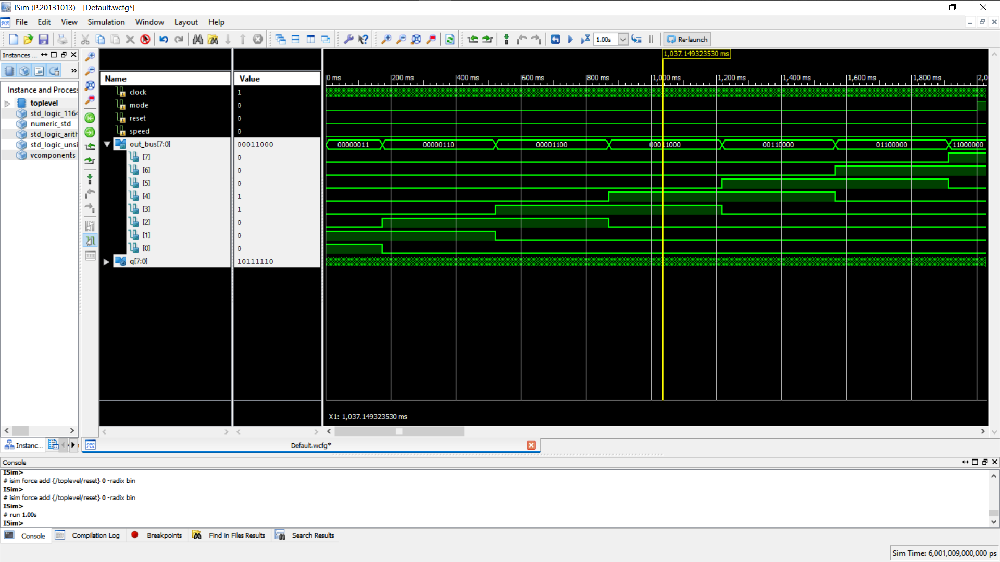 ISim (P.20131013) - [Default.wcfg*]
File Edit View Simulation Window Layout Help
1.00s Re-launch
Instances ...
»
Instance and Process
toplevel
std_logic_1164
numeric_std
std_logic_arith
std_logic_unsi
vcomponents
Instanc...
Name Value
clock 1
mode 0
reset 0
speed 0
out_bus[7:0] 00011000
[7] 0
[6] 0
[5] 0
[4] 1
[3] 1
[2] 0
[1] 0
[0] 0
q[7:0] 10111110
1,037.149323530 ms
0 ms 200 ms 400 ms 600 ms 800 ms 1,000 ms 1,200 ms 1,400 ms 1,600 ms 1,800 ms 2,0
00000011 00000110 00001100 00011000 00110000 01100000 11000000
X1: 1,037.149323530 ms
Default.wcfg*
Console
ISim>
# isim force add {/toplevel/reset} 0 -radix bin
ISim>
# isim force add {/toplevel/reset} 0 -radix bin
ISim>
# run 1.00s
ISim>
Console Compilation Log Breakpoints Find in Files Results Search Results
Sim Time: 6,001,009,000,000 ps